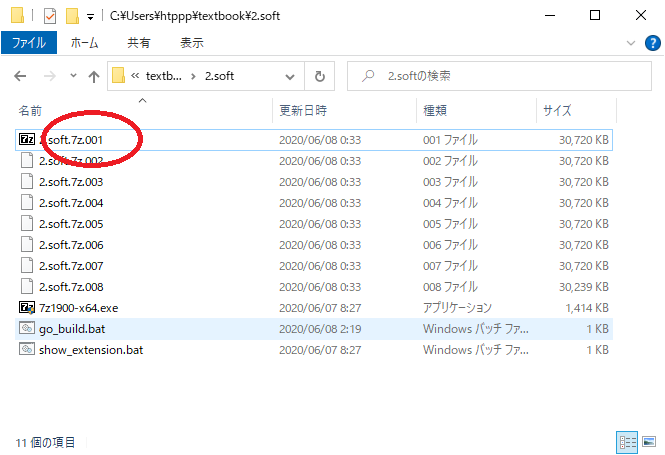 C:¥Users¥htppp¥textbook¥2.soft
ファイル ホーム 共有 表示
« textb... > 2.soft 2.softの検索
名前 更新日時 種類 サイズ
2.soft.7z.001 2020/06/08 0:33 001 ファイル 30,720 KB
2.soft.7z.002 2020/06/08 0:33 002 ファイル 30,720 KB
2.soft.7z.003 2020/06/08 0:33 003 ファイル 30,720 KB
2.soft.7z.004 2020/06/08 0:33 004 ファイル 30,720 KB
2.soft.7z.005 2020/06/08 0:33 005 ファイル 30,720 KB
2.soft.7z.006 2020/06/08 0:33 006 ファイル 30,720 KB
2.soft.7z.007 2020/06/08 0:33 007 ファイル 30,720 KB
2.soft.7z.008 2020/06/08 0:33 008 ファイル 30,239 KB
7z1900-x64.exe 2020/06/07 8:27 アプリケーション 1,414 KB
go_build.bat 2020/06/08 2:19 Windows バッチ ファ... 1 KB
show_extension.bat 2020/06/07 8:27 Windows バッチ ファ... 1 KB
11 個の項目